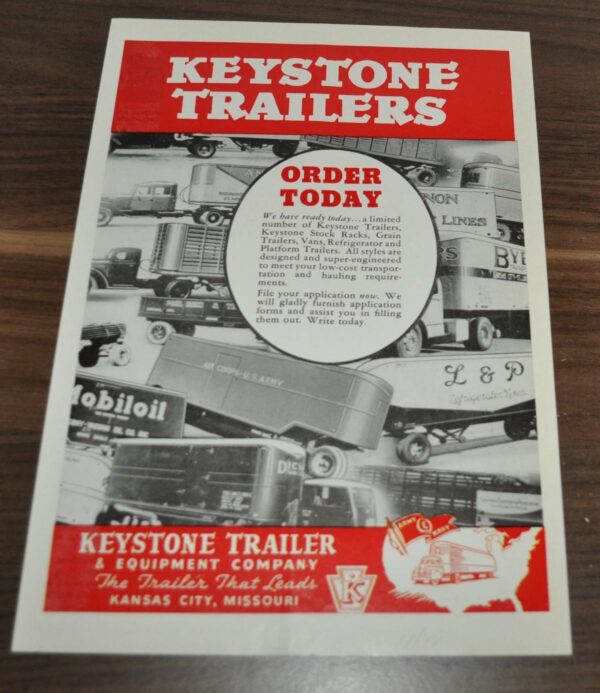 KEYSTONE
TRAILERS
ORDER
TODAY
We have ready today...a limited
number of Keystone Trailers,
Keystone Stock Racks, Grain
Trailers, Vans, Refrigerator and
Platform Trailers. All styles are
designed and super-engineered
to meet your low-cost transpor-
tation and hauling require-
ments.
File your application now. We
will gladly furnish application
forms and assist you in filling
them out. Write today.
NON
LINES
BYE
AIR CORPS-U.S. ARMY
L & P
Refrigerator Lines
Mobiloil
KEYSTONE TRAILER
& EQUIPMENT COMPANY
The Trailer That Leads
KANSAS CITY, MISSOURI
K
ARMY
NAVY